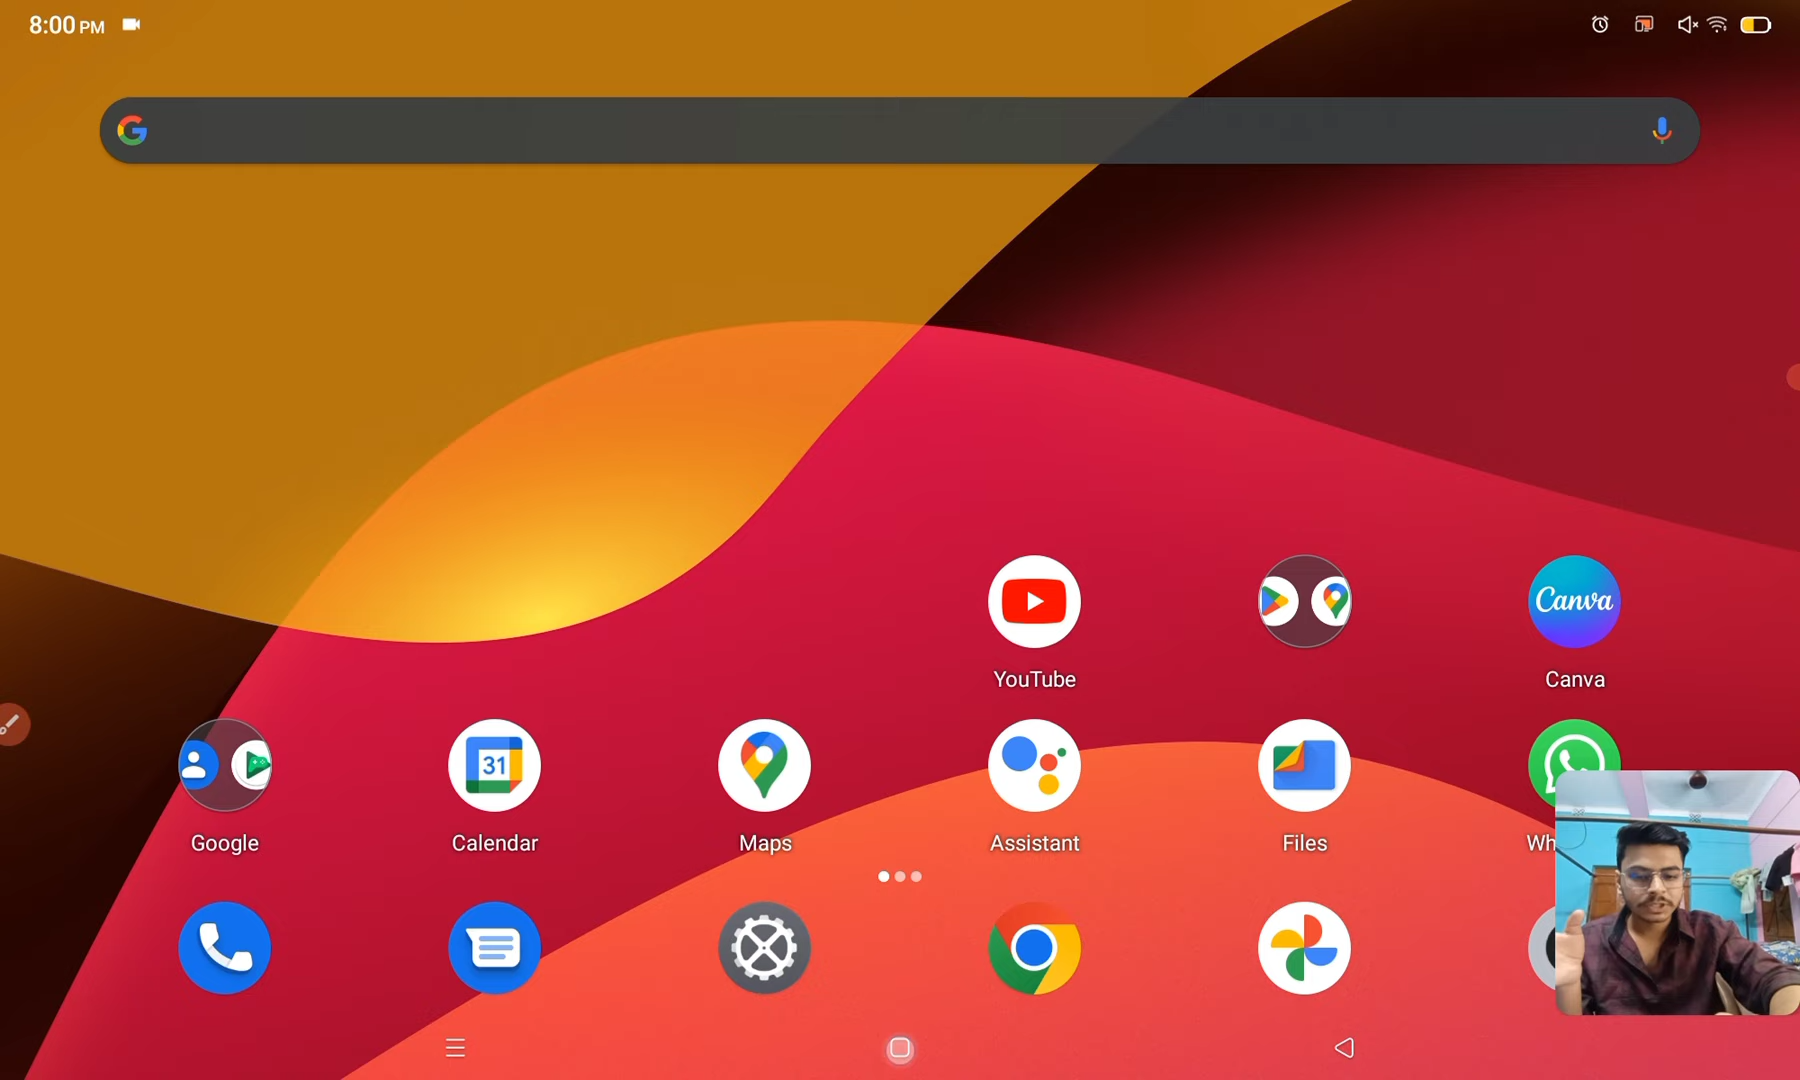 8:00 PM
YouTube
Canva
Canva
31
Google
Calendar
Maps
Assistant
Files
Wh